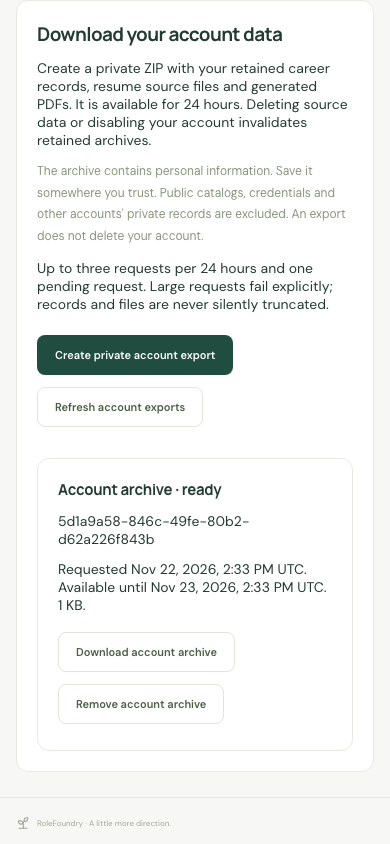 Download your account data
Create a private ZIP with your retained career
records, resume source files and generated
PDFs. It is available for 24 hours. Deleting source
data or disabling your account invalidates
retained archives.
The archive contains personal information. Save it
somewhere you trust. Public catalogs, credentials and
other accounts' private records are excluded. An export
does not delete your account.
Up to three requests per 24 hours and one
pending request. Large requests fail explicitly;
records and files are never silently truncated.
Create private account export
Refresh account exports
Account archive · ready
5d1a9a58-846c-49fe-80b2-
d62a226f843b
Requested Nov 22, 2026, 2:33 PM UTC.
Available until Nov 23, 2026, 2:33 PM UTC.
1 KB.
Download account archive
Remove account archive
RoleFoundry · A little more direction.